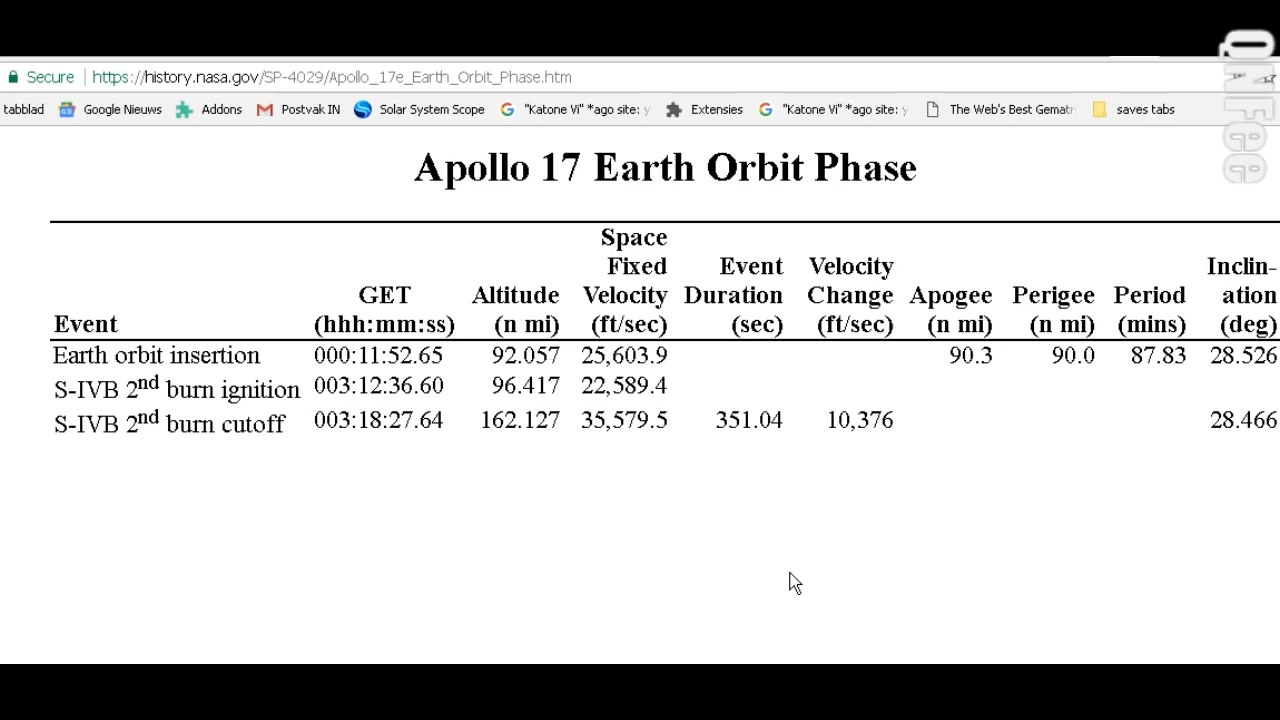 Secure https://history.nasa.gov/SP-4029/Apollo_17e_Earth_Orbit_Phase.htm
tabblad Google Nieuws Addons Postvak IN Solar System Scope "Katone Vi" *ago site: y Extensies "Katone Vi" *ago site: y The Web's Best Gematri saves tabs
QNFee
Apollo 17 Earth Orbit Phase
Space
Fixed Event Velocity Inclin-
GET Altitude Velocity Duration Change Apogee Perigee Period ation
Event (hhh:mm:ss) (n mi) (ft/sec) (sec) (ft/sec) (n mi) (n mi) (mins) (deg)
Earth orbit insertion 000:11:52.65 92.057 25,603.9 90.3 90.0 87.83 28.526
S-IVB 2nd burn ignition 003:12:36.60 96.417 22,589.4
S-IVB 2nd burn cutoff 003:18:27.64 162.127 35,579.5 351.04 10,376 28.466